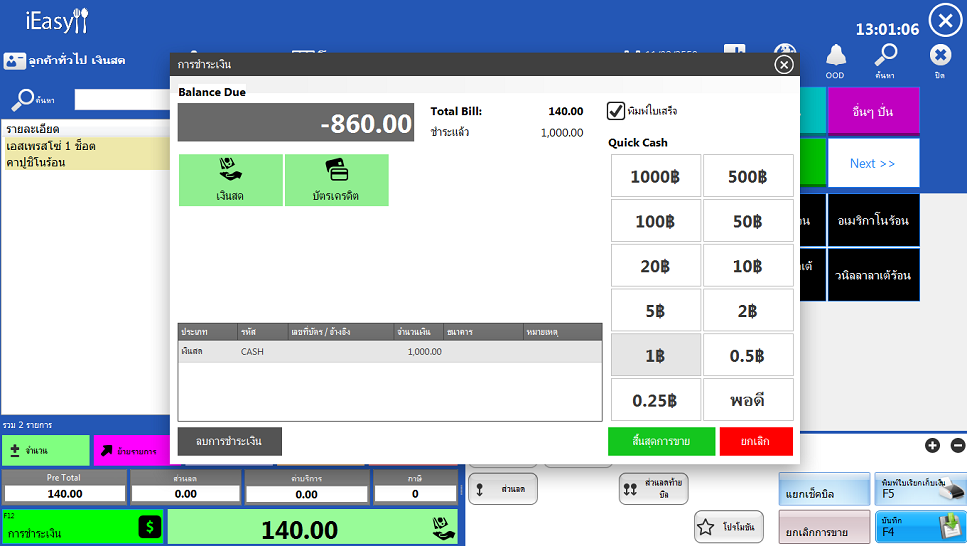 iEasy
13:01:06
ลูกค้าทั่วไป เงินสด
OOD
ค้นหา
ปิด
ค้นหา
รายละเอียด
เอสเพรสโซ่ 1 ช็อต
คาปูชิโนร้อน
การชำระเงิน
Balance Due
-860.00
Total Bill: 140.00
ชำระแล้ว 1,000.00
พิมพ์ใบเสร็จ
Quick Cash
เงินสด
บัตรเครดิต
1000฿ 500฿
100฿ 50฿
20฿ 10฿
5฿ 2฿
1฿ 0.5฿
0.25฿ พอดี
ประเภท รหัส เลขที่บัตร / อ้างอิง จำนวนเงิน ธนาคาร หมายเหตุ
เงินสด CASH 1,000.00
ลบการชำระเงิน
สิ้นสุดการขาย
ยกเลิก
อื่นๆ ปั่น
Next >>
อเมริกาโนร้อน
วนิลลาลาเต้ร้อน
รวม 2 รายการ
จำนวน
ย้ายรายการ
Pre Total ส่วนลด ค่าบริการ ภาษี
140.00 0.00 0.00 0
F12
การชำระเงิน
140.00
ส่วนลด
ส่วนลดท้าย
บิล
โปรโมชั่น
แยกเช็คบิล
พิมพ์ใบเรียกเก็บเงิน
F5
ยกเลิกการขาย
บันทึก
F4